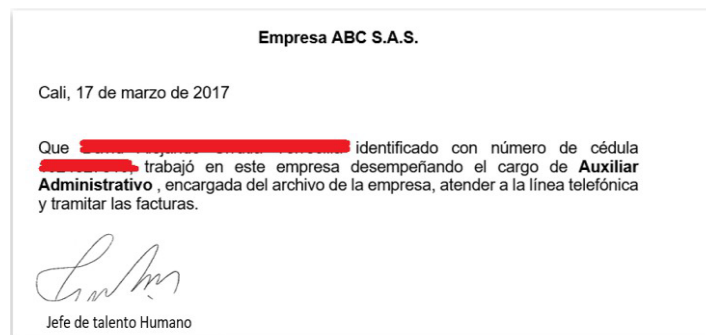 Empresa ABC S.A.S.
Cali, 17 de marzo de 2017
Que identificado con número de cédula
trabajó en este empresa desempeñando el cargo de Auxiliar
Administrativo , encargada del archivo de la empresa, atender a la línea telefónica
y tramitar las facturas.
Jefe de talento Humano